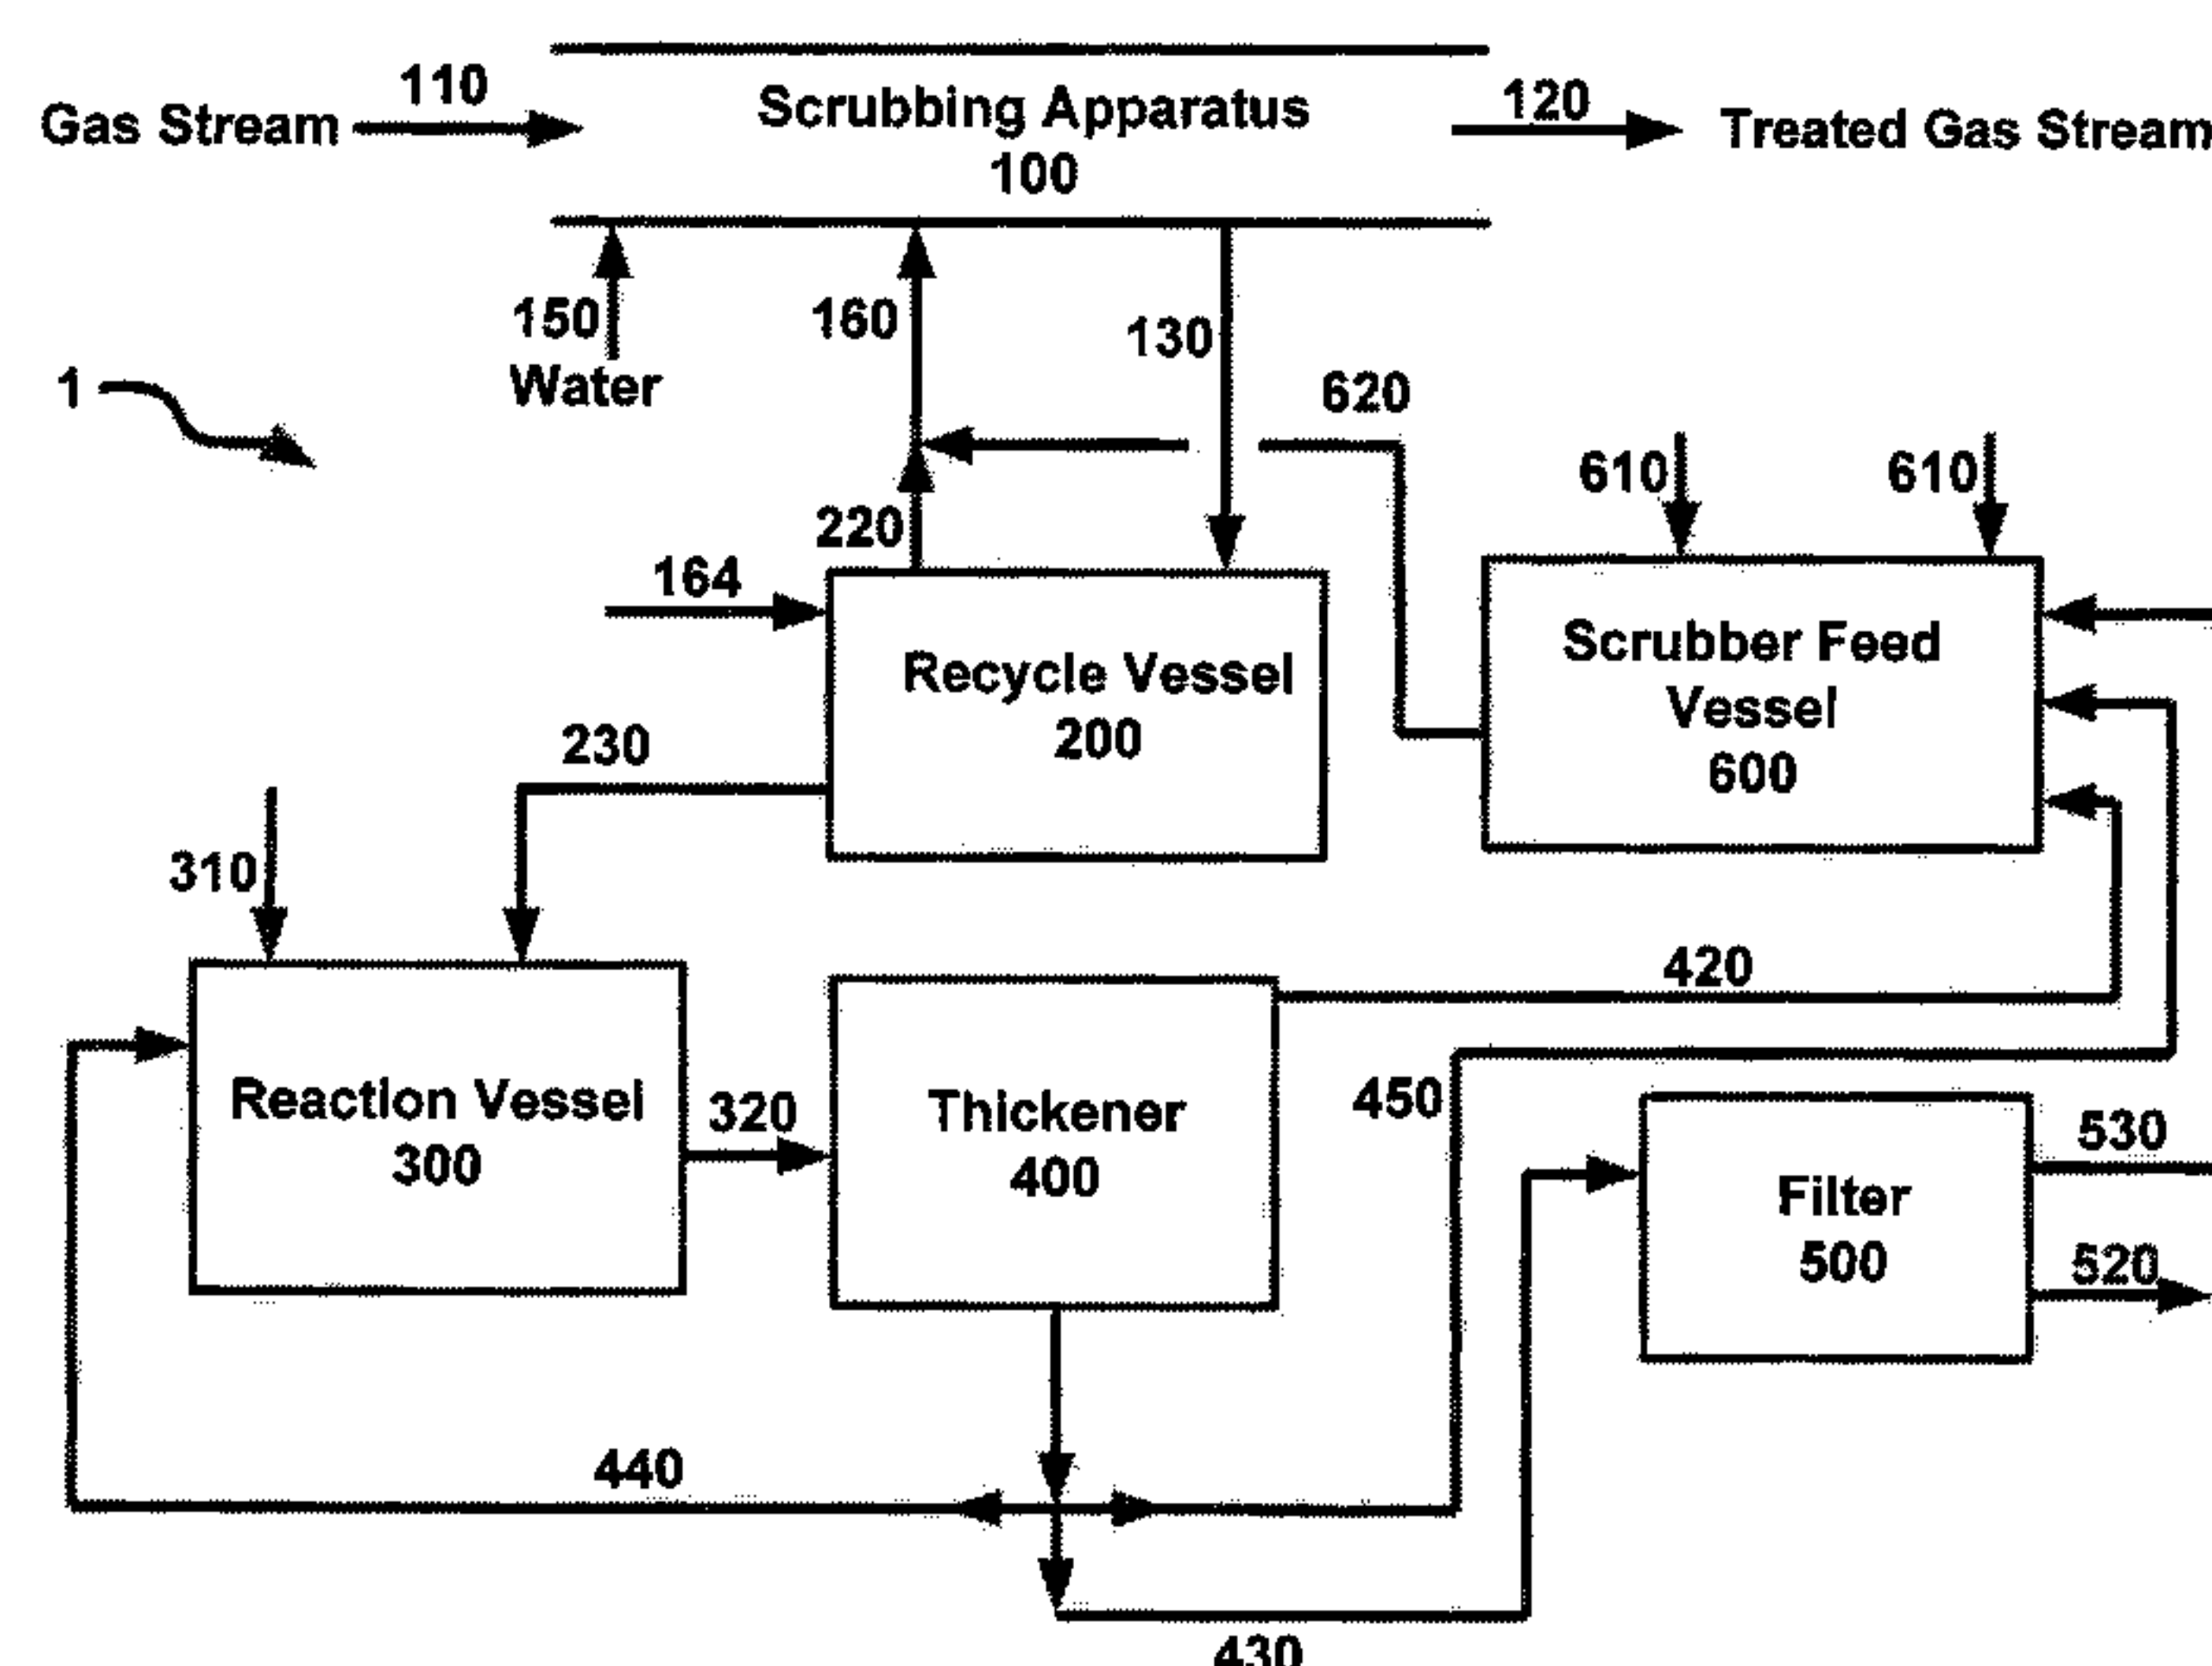 110
Gas Stream
Scrubbing Apparatus
100
120
Treated Gas Stream
150
Water
160
130
1
620
610
610
220
164
Recycle Vessel
200
Scrubber Feed
Vessel
600
230
310
420
Reaction Vessel
300
320
Thickener
400
450
530
Filter
500
520
440
430